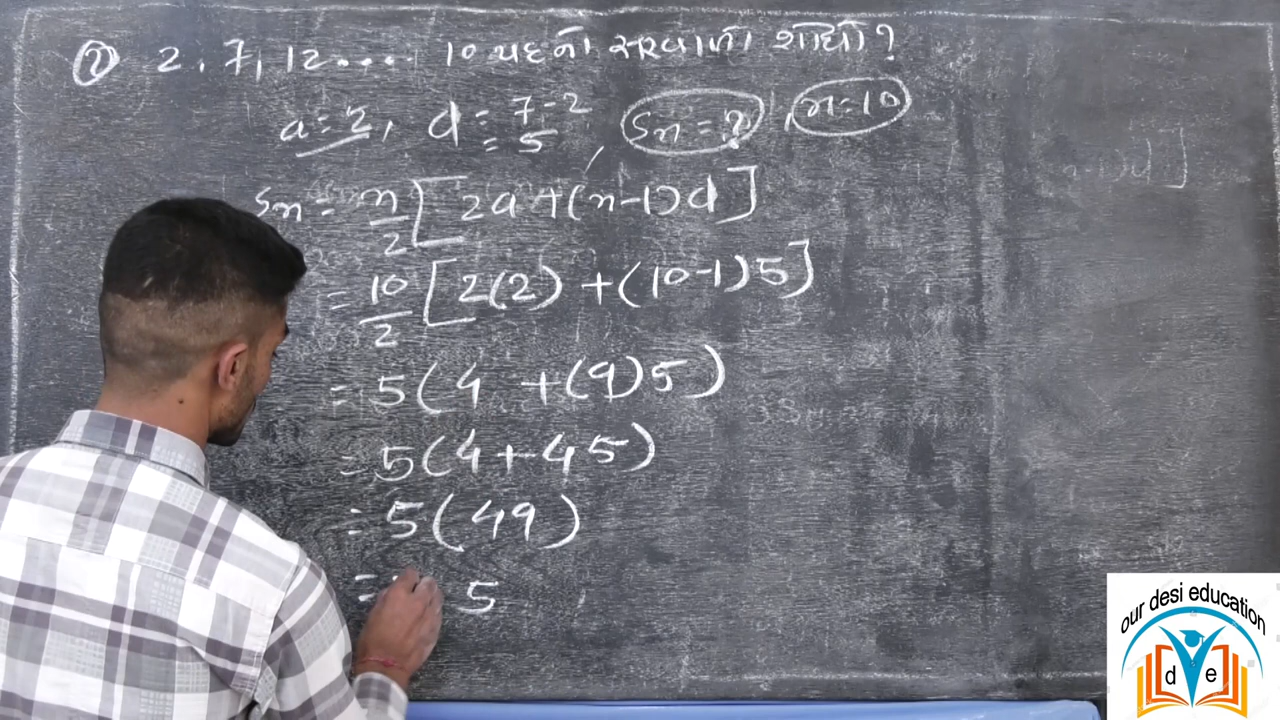 ② 2, 7, 12..... 10 પદનો સરવાળો શોધો?
a = 2, d = 7-2 Sn = ?, n = 10
= 5
Sn = n/2 [2a + (n-1)d]
= 10/2 [2(2) + (10-1)5]
= 5(4 + (9)5)
= 5(4+45)
= 5(49)
= 5
our desi education
d e